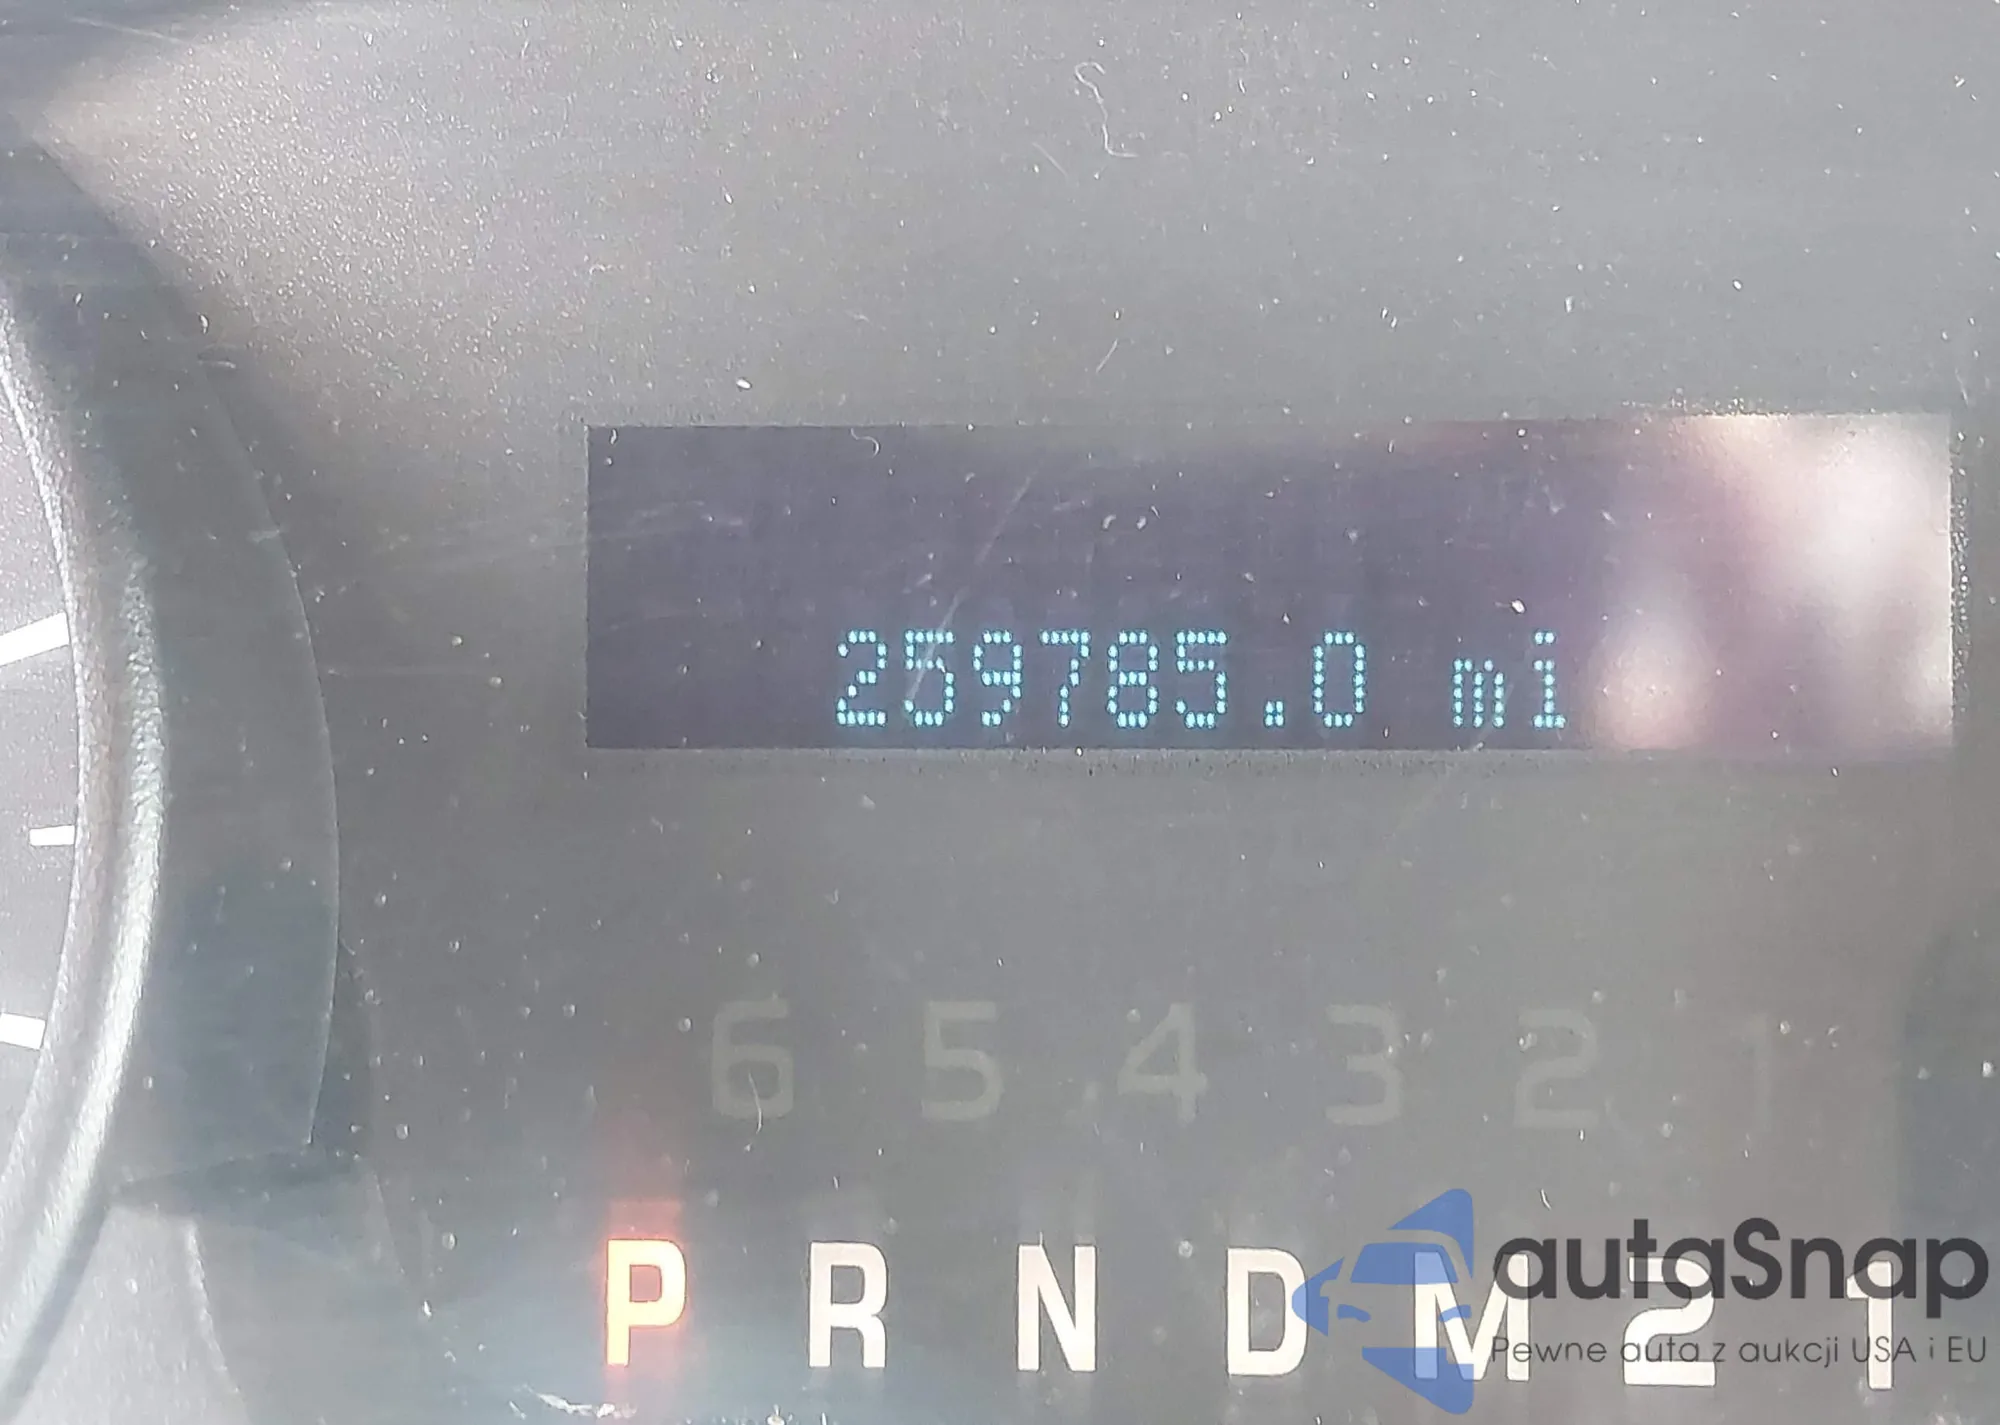 259785.0 mi
6 5 4 3 2 1
P R N D M 2 1
autaSnap
Pewne auta z aukcji USA i EU